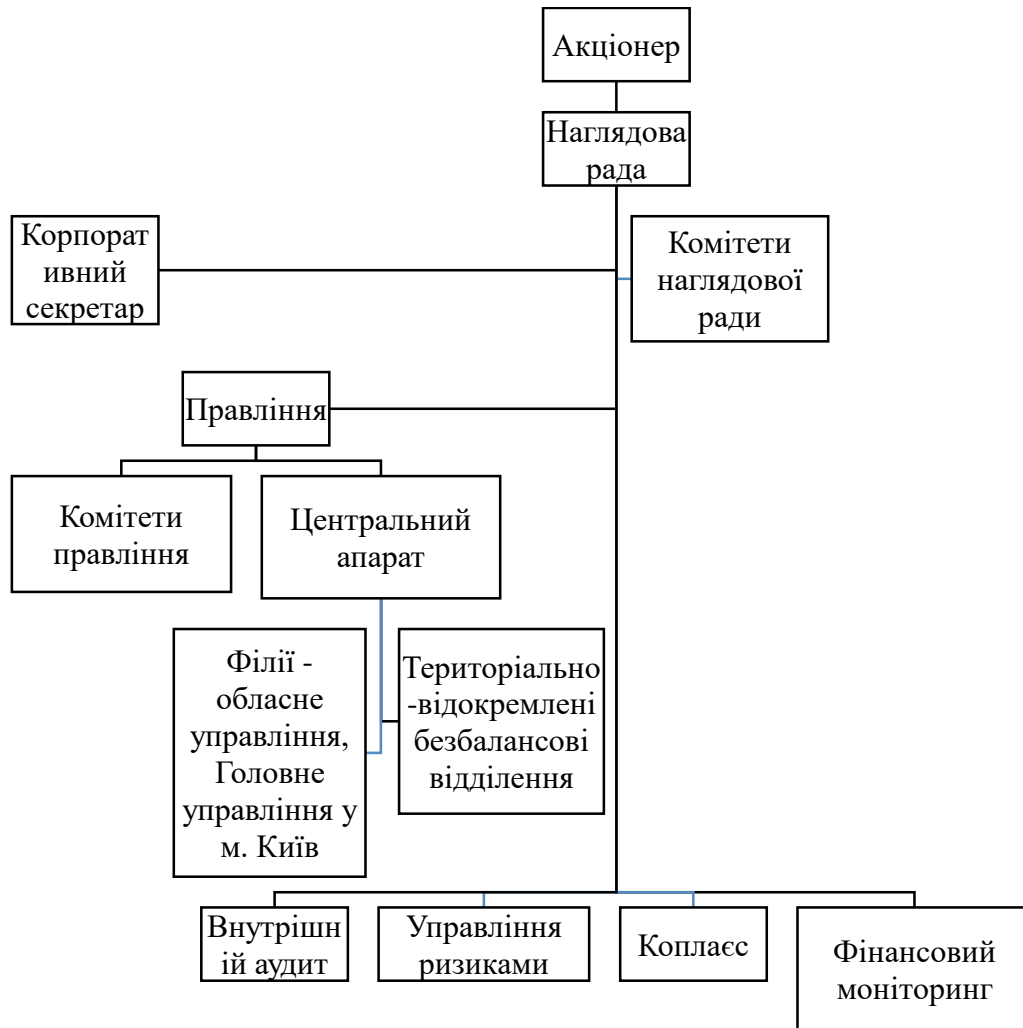 Акціонер
Наглядова
рада
Корпорат
ивний
секретар
Комітети
наглядової
ради
Правління
Комітети
правління
Центральний
апарат
Філії -
обласне
управління,
Головне
управління у
м. Київ
Територіально
-відокремлені
безбалансові
відділення
Внутрішн
ій аудит
Управління
ризиками
Коплаєс
Фінансовий
моніторинг